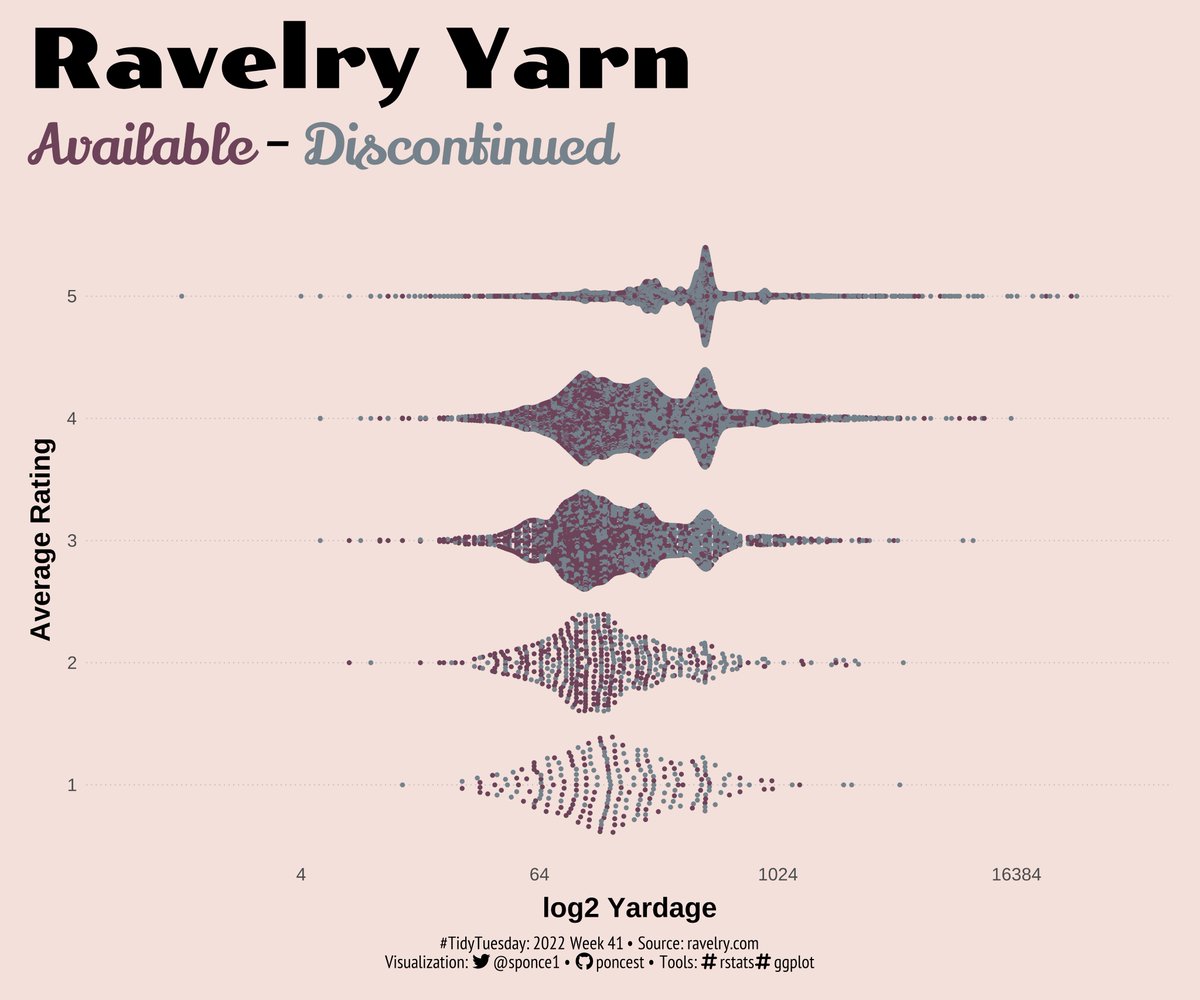 Ravelry Yarn
Available - Discontinued
5
4
3
2
1
Average Rating
4 64 1024 16384
log2 Yardage
#TidyTuesday: 2022 Week 41 • Source: ravelry.com
Visualization: @sponce1 • poncest • Tools: # rstats# ggplot